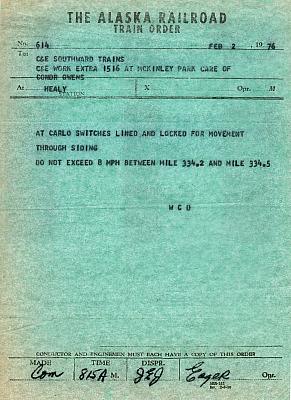 THE ALASKA RAILROAD
TRAIN ORDER
No. 614 FEB 2 , 1976
To: C&E SOUTHWARD TRAINS
C&E WORK EXTRA 1516 AT MCKINLEY PARK CARE OF
CONDR OWENS
At HEALY X Opr. M
STATION
AT CARLO SWITCHES LINED AND LOCKED FOR MOVEMENT
THROUGH SIDING
DO NOT EXCEED 8 MPH BETWEEN MILE 334.2 AND MILE 334.5
W C D
CONDUCTOR AND ENGINEMEN MUST EACH HAVE A COPY OF THIS ORDER
MADE TIME DISPR.
Com 815A M. JEJ Eager Opr.